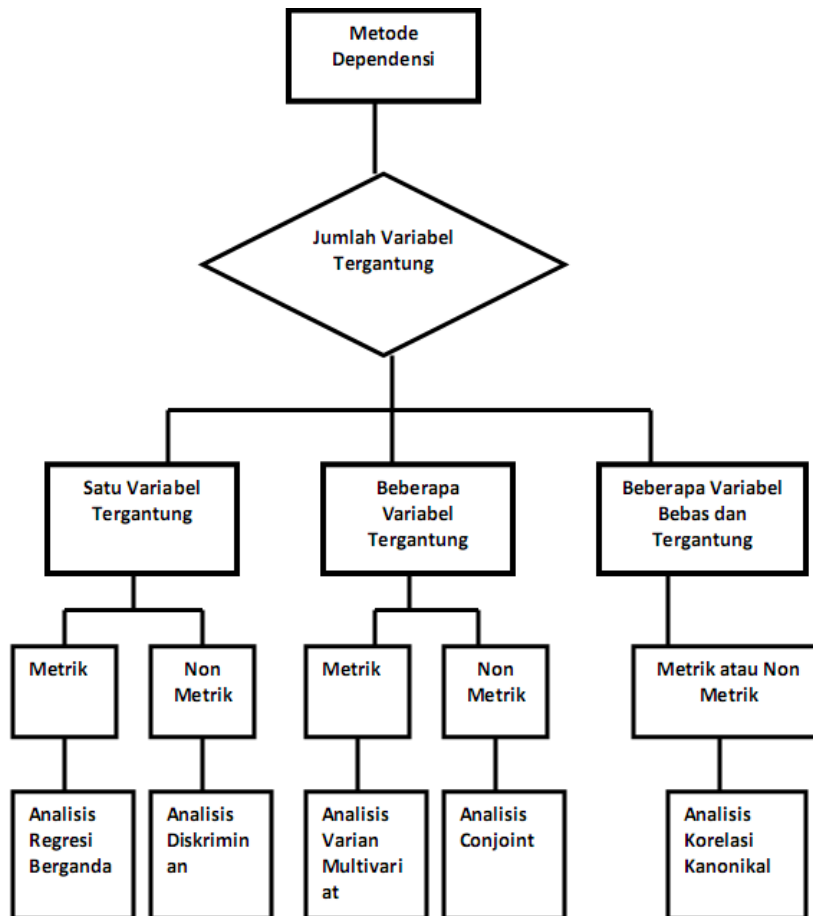 Metode
Dependensi
Jumlah Variabel
Tergantung
Satu Variabel
Tergantung
Beberapa
Variabel
Tergantung
Beberapa Variabel
Bebas dan
Tergantung
Metrik
Non
Metrik
Metrik
Non
Metrik
Metrik atau Non
Metrik
Analisis
Regresi
Berganda
Analisis
Diskrimin
an
Analisis
Varian
Multivari
at
Analisis
Conjoint
Analisis
Korelasi
Kanonikal